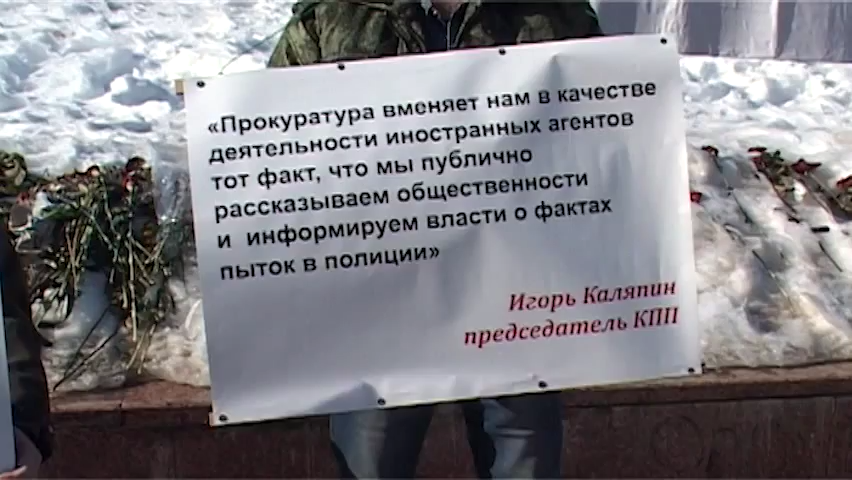 «Прокуратура вменяет нам в качестве
деятельности иностранных агентов
тот факт, что мы публично
рассказываем общественности
и информируем власти о фактах
пыток в полиции»
Игорь Каляпин
председатель КПП